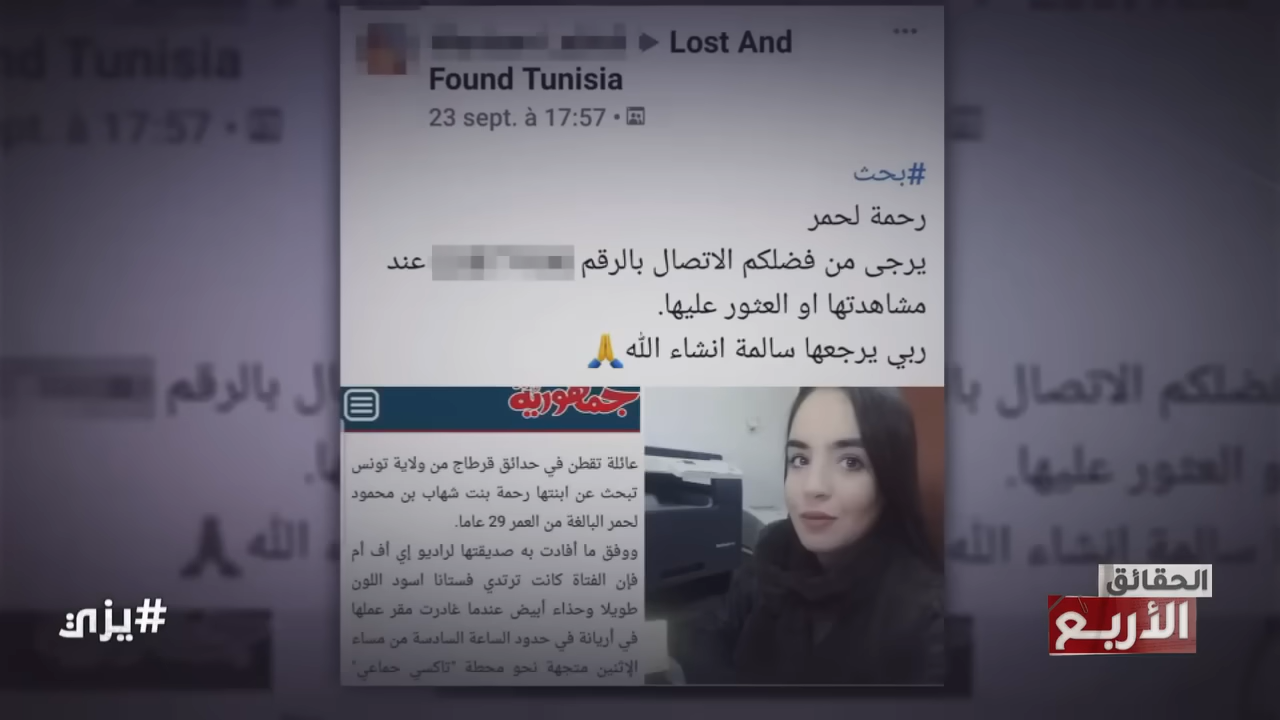 Lost And
Found Tunisia
23 sept. à 17:57
#بحث
رحمة لحمر
يرجى من فضلكم الاتصال بالرقم عند
مشاهدتها او العثور عليها.
ربي يرجعها سالمة انشاء الله🙏
جمهورية
عائلة تقطن في حدائق قرطاج من ولاية تونس
تبحث عن ابنتها رحمة بنت شهاب بن محمود
لحمر البالغة من العمر 29 عاما.
ووفق ما أفادت به صديقتها لراديو إي أف أم
فإن الفتاة كانت ترتدي فستانا اسود اللون
طويلا وحذاء أبيض عندما غادرت مقر عملها
في أريانة في حدود الساعة السادسة من مساء
الإثنين متجهة نحو محطة "تاكسي جماعي"
#يزي
الحقائق
الأربع